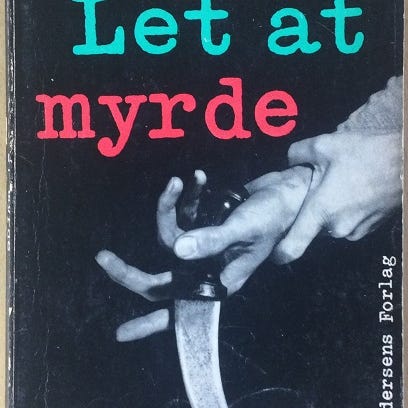 Let at
myrde
dersens Forlag